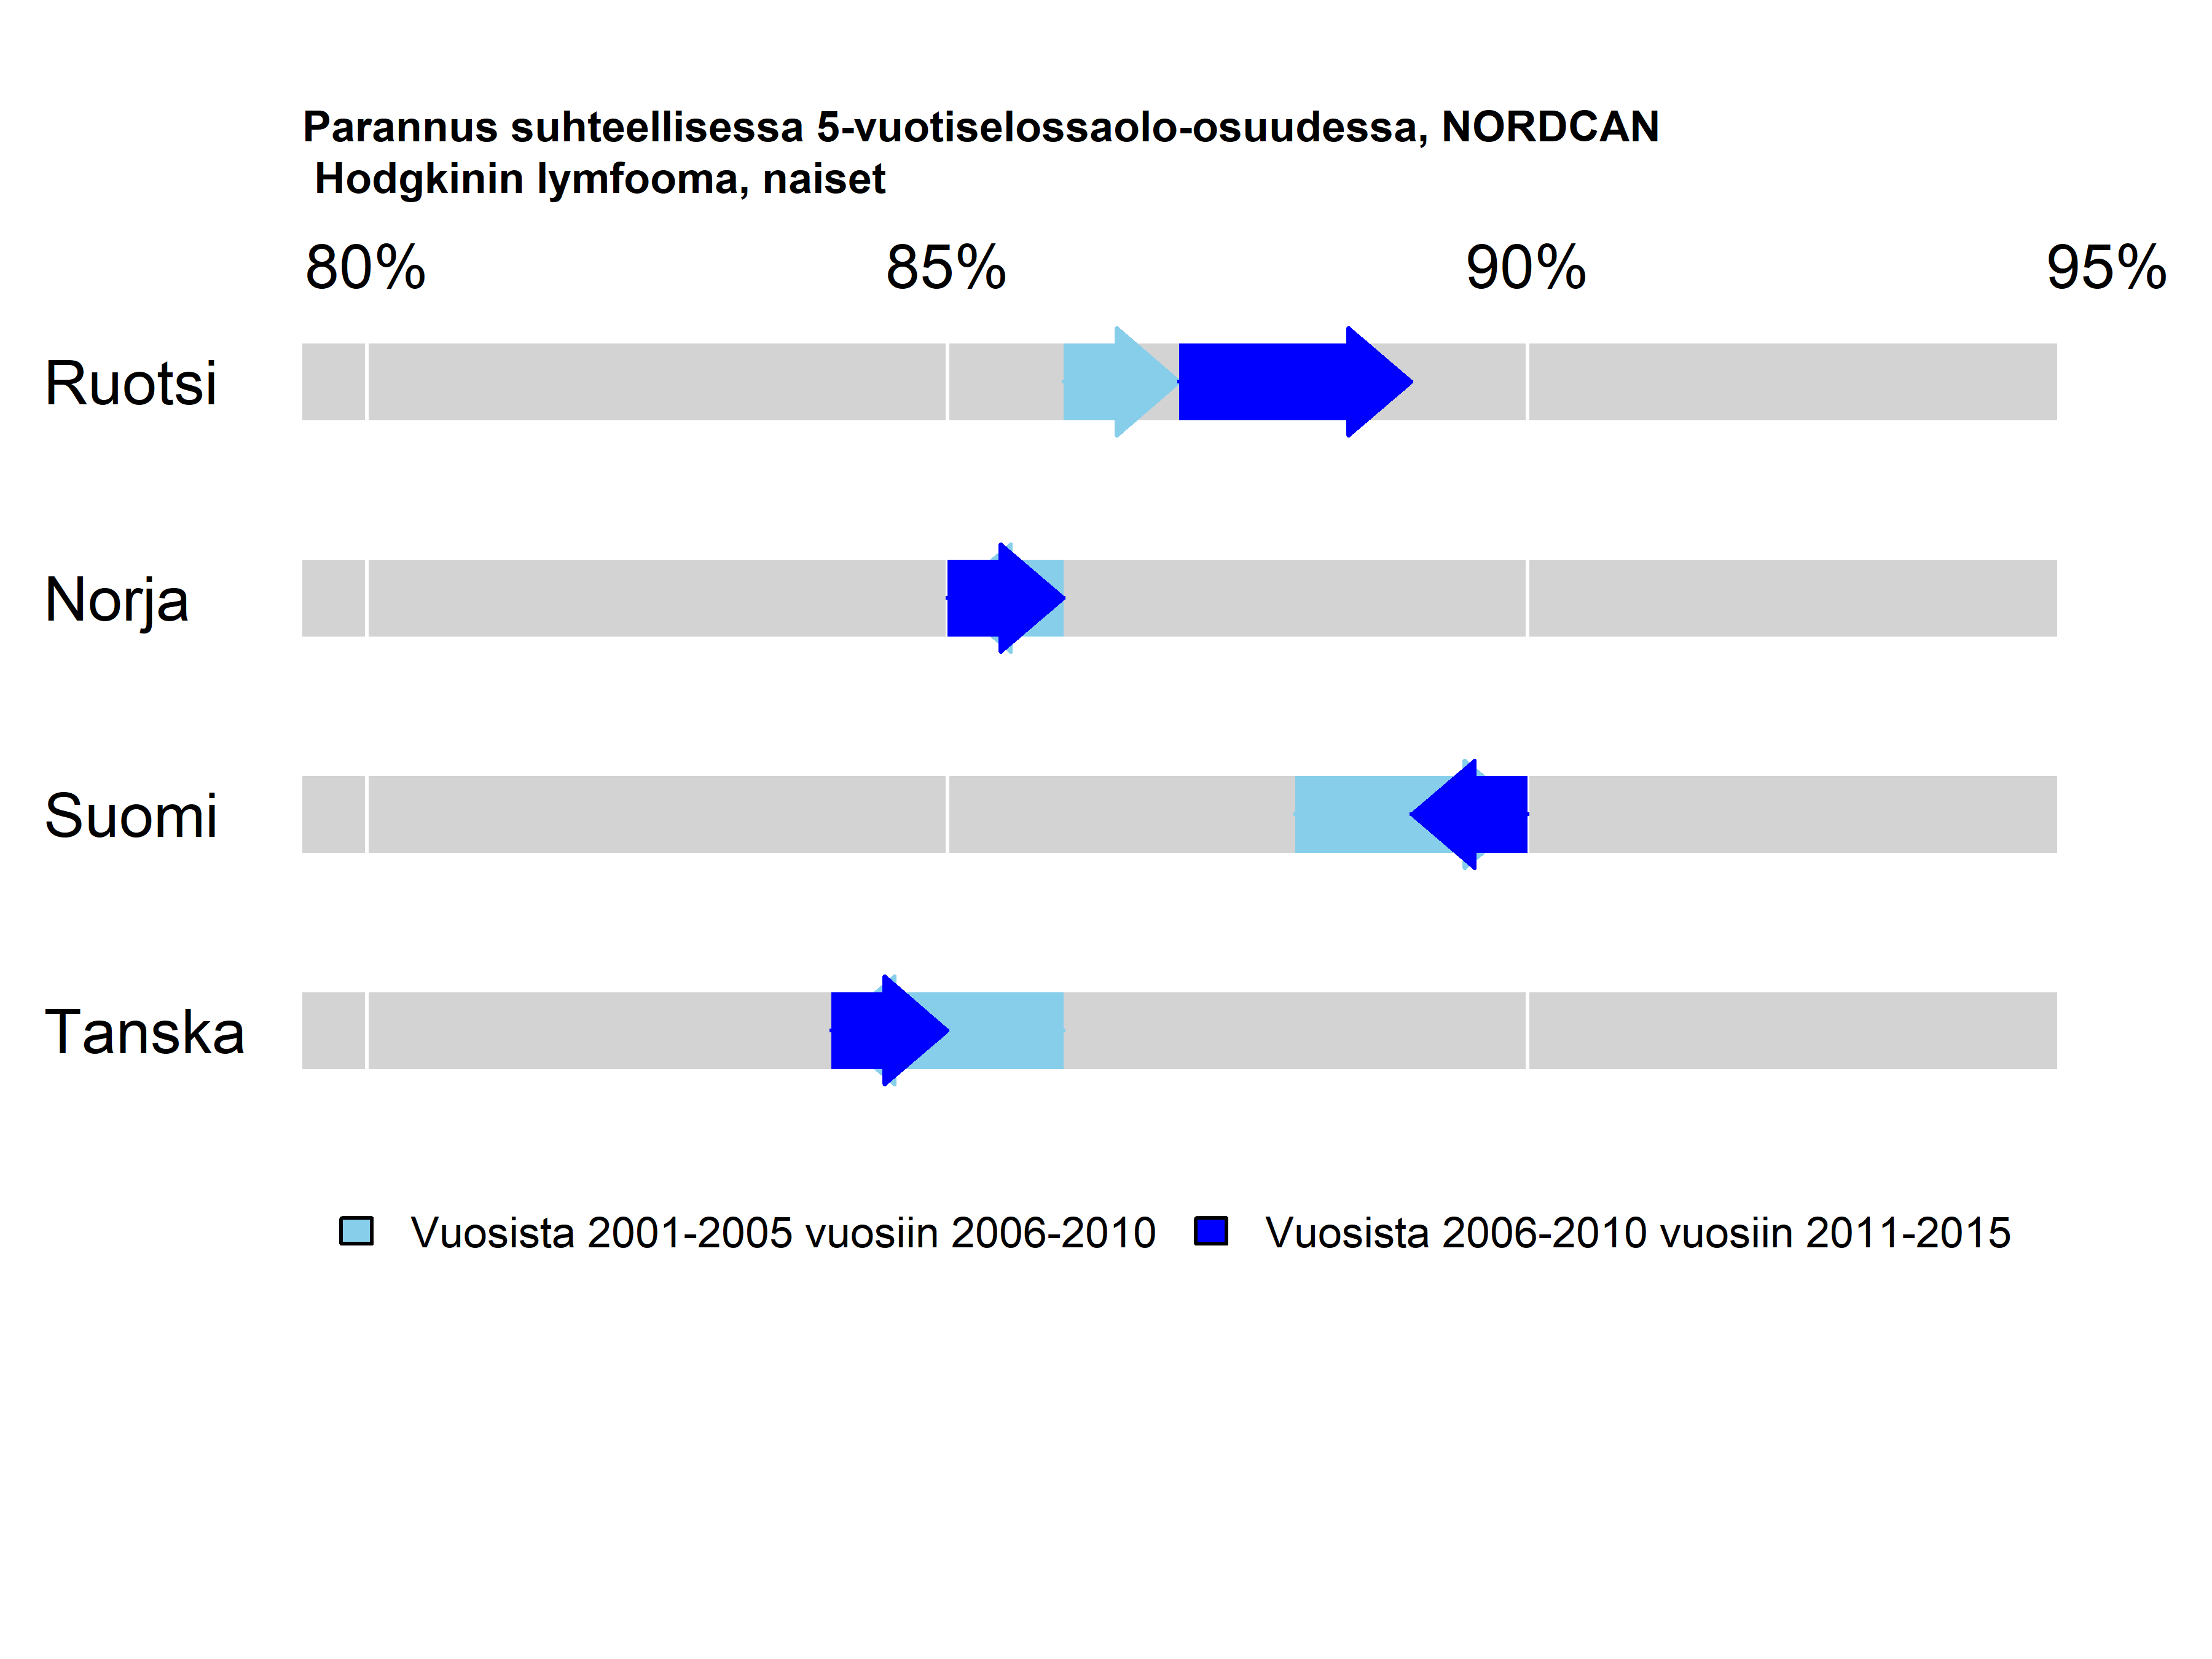 Parannus suhteellisessa 5-vuotiselossaolo-osuudessa, NORDCAN
Hodgkinin lymfooma, naiset
80% 85% 90% 95%
Ruotsi
Norja
Suomi
Tanska
Vuosista 2001-2005 vuosiin 2006-2010 Vuosista 2006-2010 vuosiin 2011-2015